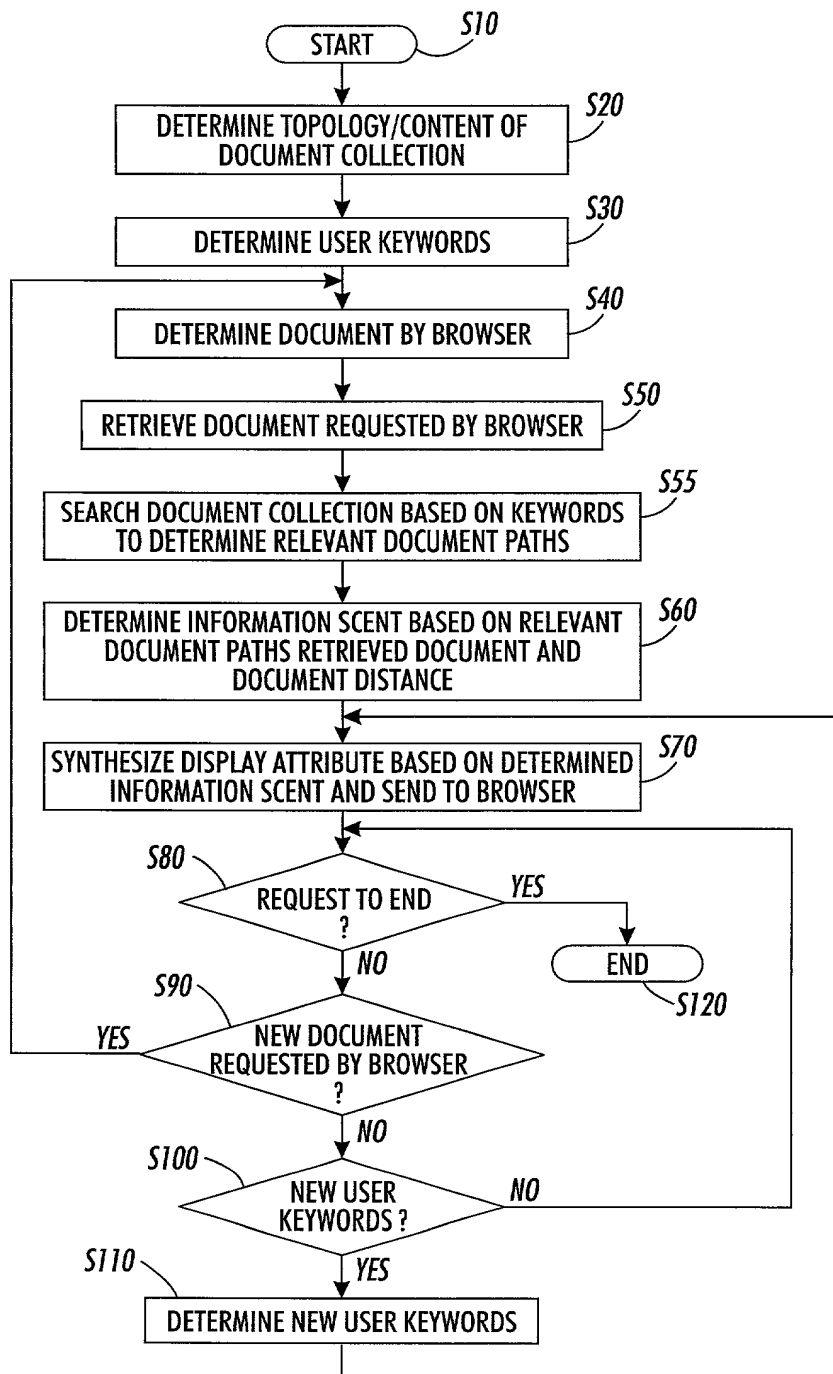 START
S10
S20
DETERMINE TOPOLOGY/CONTENT OF
DOCUMENT COLLECTION
S30
DETERMINE USER KEYWORDS
S40
DETERMINE DOCUMENT BY BROWSER
S50
RETRIEVE DOCUMENT REQUESTED BY BROWSER
S55
SEARCH DOCUMENT COLLECTION BASED ON KEYWORDS
TO DETERMINE RELEVANT DOCUMENT PATHS
S60
DETERMINE INFORMATION SCENT BASED ON RELEVANT
DOCUMENT PATHS RETRIEVED DOCUMENT AND
DOCUMENT DISTANCE
S70
SYNTHESIZE DISPLAY ATTRIBUTE BASED ON DETERMINED
INFORMATION SCENT AND SEND TO BROWSER
S80
REQUEST TO END
?
YES
NO
END
S120
S90
YES
NEW DOCUMENT
REQUESTED BY BROWSER
?
NO
S100
NEW USER
KEYWORDS ?
NO
YES
S110
DETERMINE NEW USER KEYWORDS